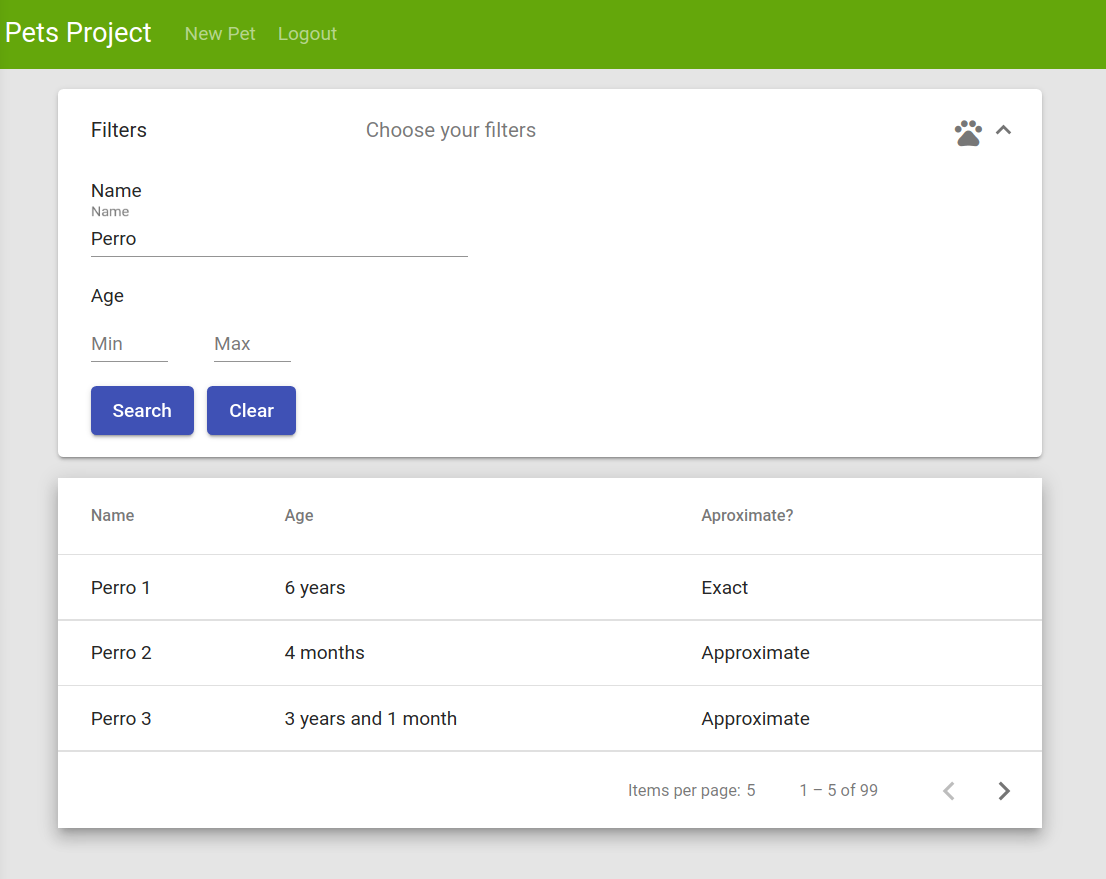 Pets Project New Pet Logout
Filters Choose your filters
Name
Name
Perro
Age
Min Max
Search Clear
Name Age Aproximate?
Perro 1 6 years Exact
Perro 2 4 months Approximate
Perro 3 3 years and 1 month Approximate
Items per page: 5 1 – 5 of 99